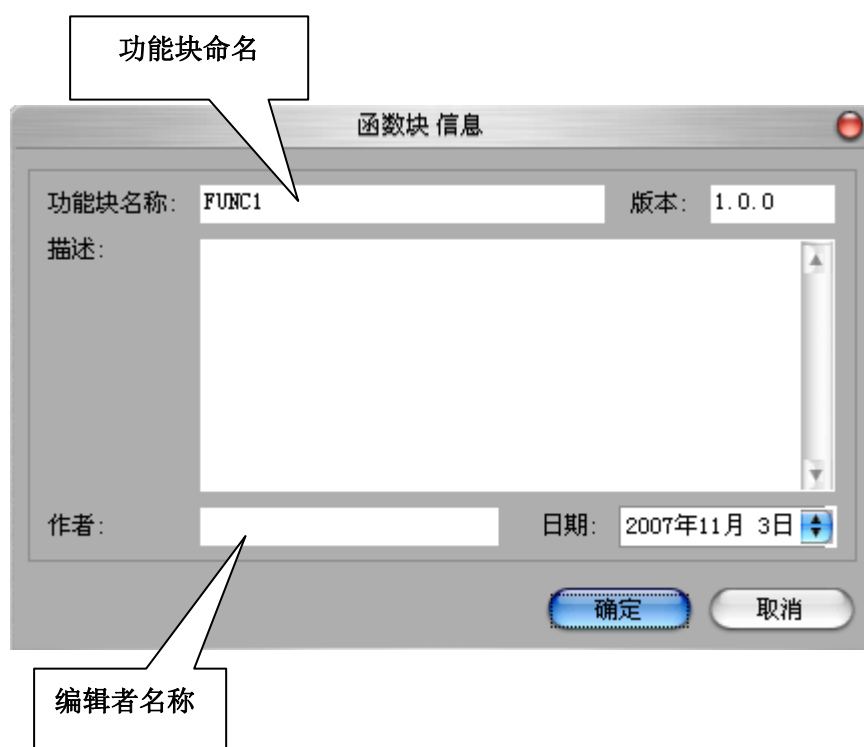 功能块命名
函数块 信息
功能块名称: FUNC1 版本: 1.0.0
描述:
作者: 日期: 2007年11月 3日
确定 取消
编辑者名称